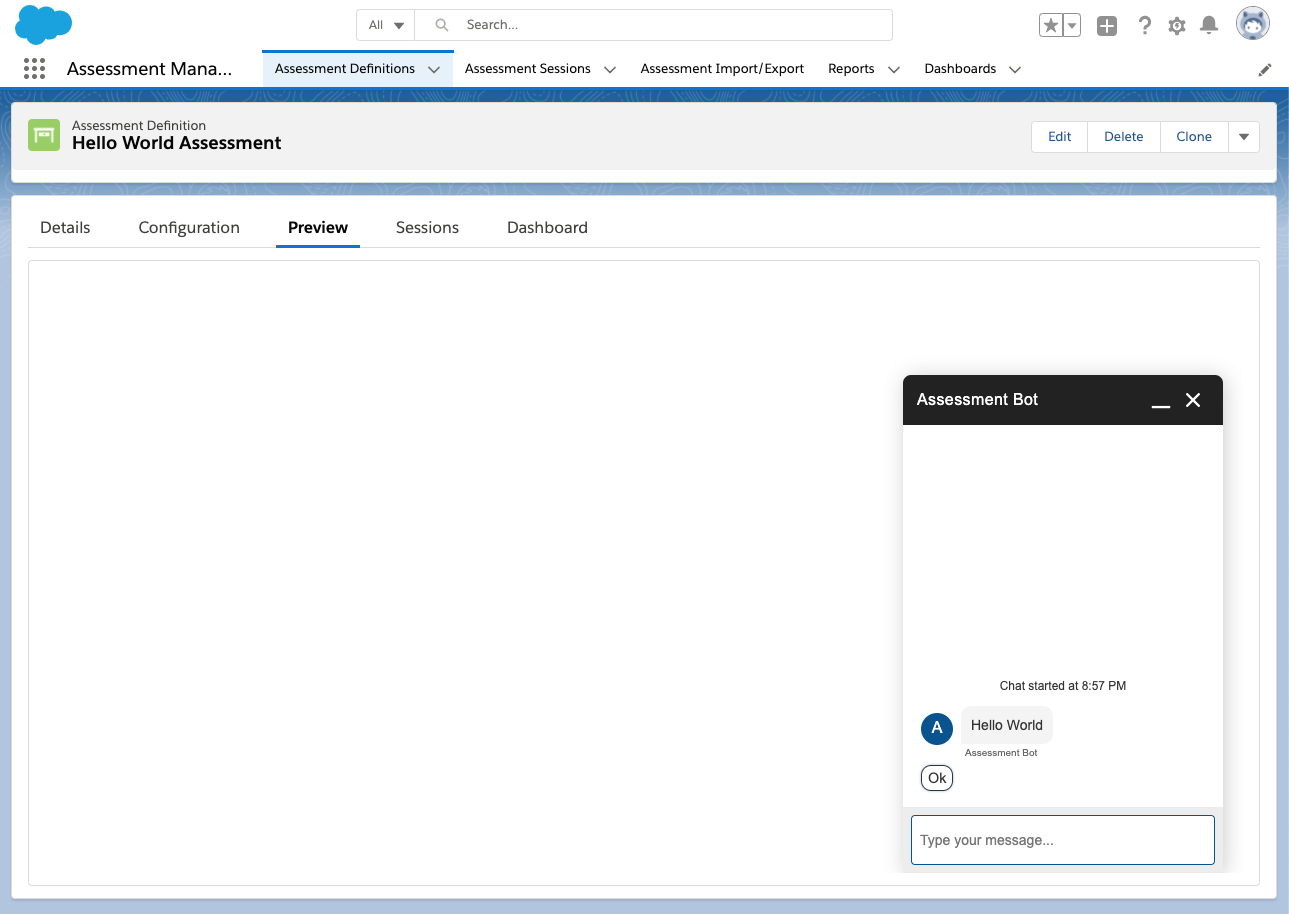 All
Search...
Assessment Mana...
Assessment Definitions
Assessment Sessions
Assessment Import/Export
Reports
Dashboards
Assessment Definition
Hello World Assessment
Edit
Delete
Clone
Details
Configuration
Preview
Sessions
Dashboard
Assessment Bot
Chat started at 8:57 PM
A
Hello World
Assessment Bot
Ok
Type your message...